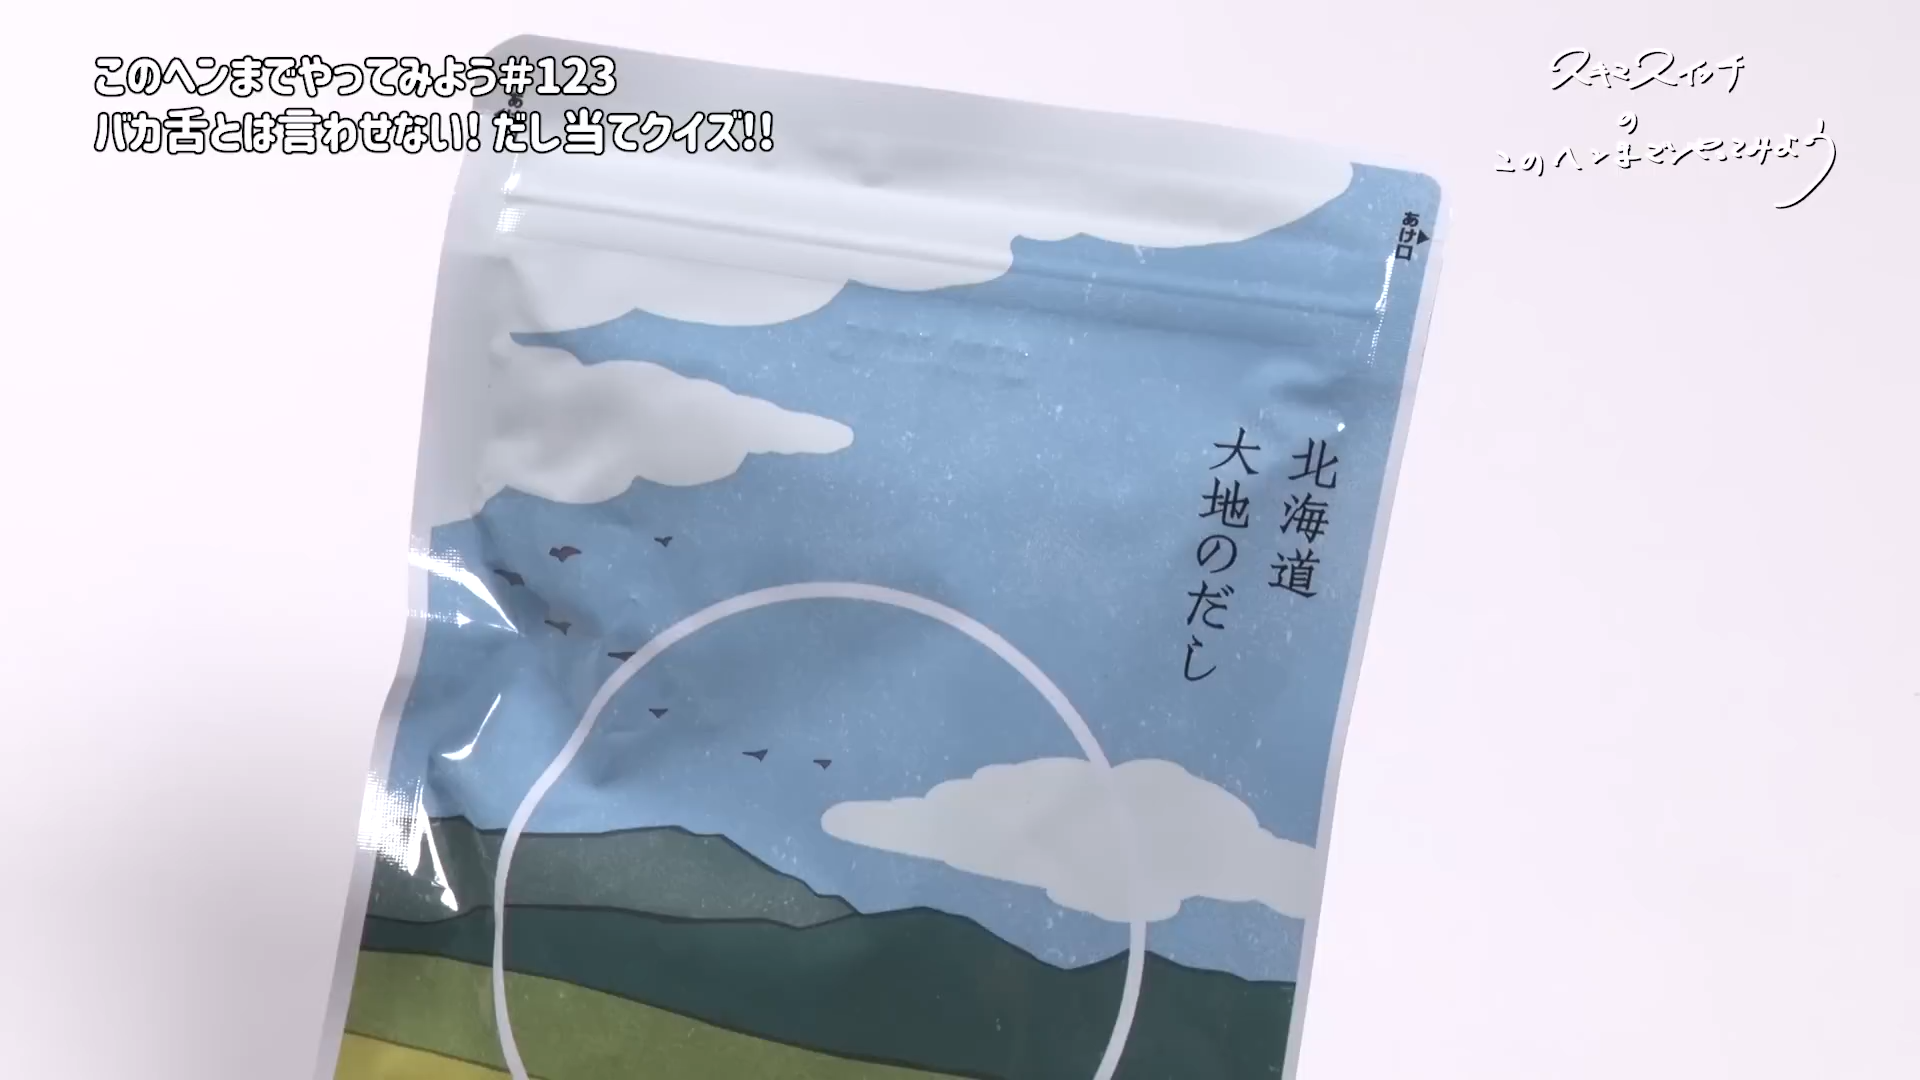 このヘンまでやってみよう#123
バカ舌とは言わせない！だし当てクイズ!!
スキマスイッチ
の
このヘンまでやってみよう
あけ口
北海道
大地のだし